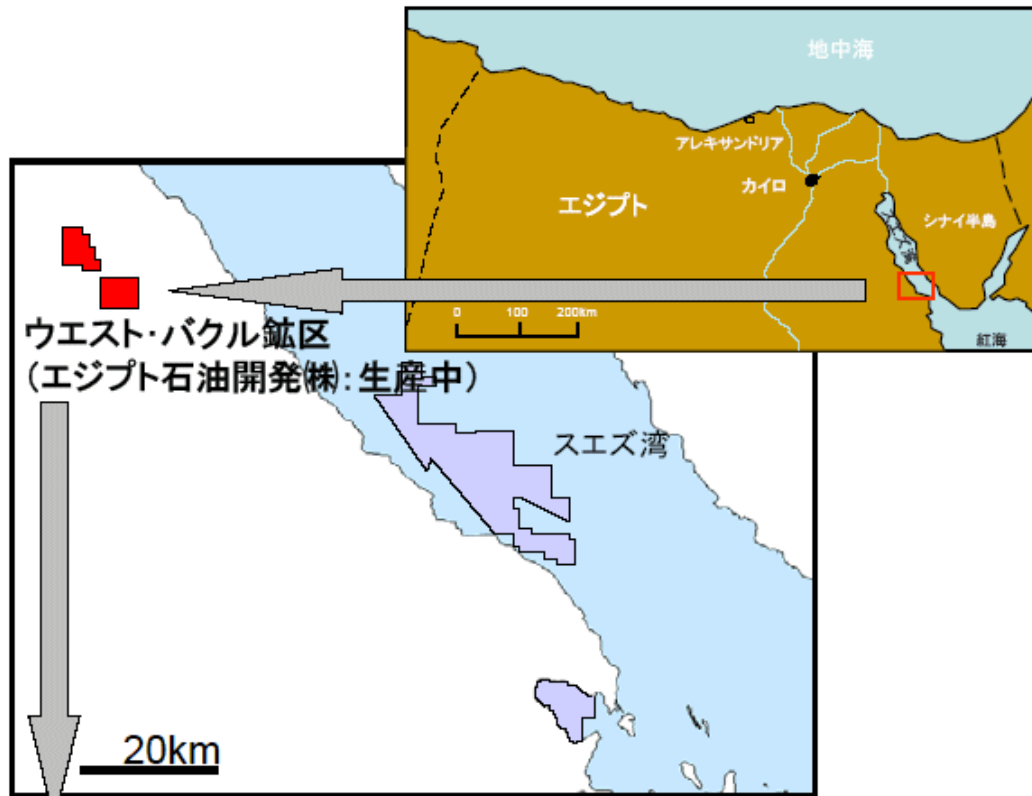 地中海
アレキサンドリア
カイロ
エジプト
シナイ半島
0 100 200km
紅海
ウエスト・バクル鉱区
(エジプト石油開発㈱:生産中)
スエズ湾
20km